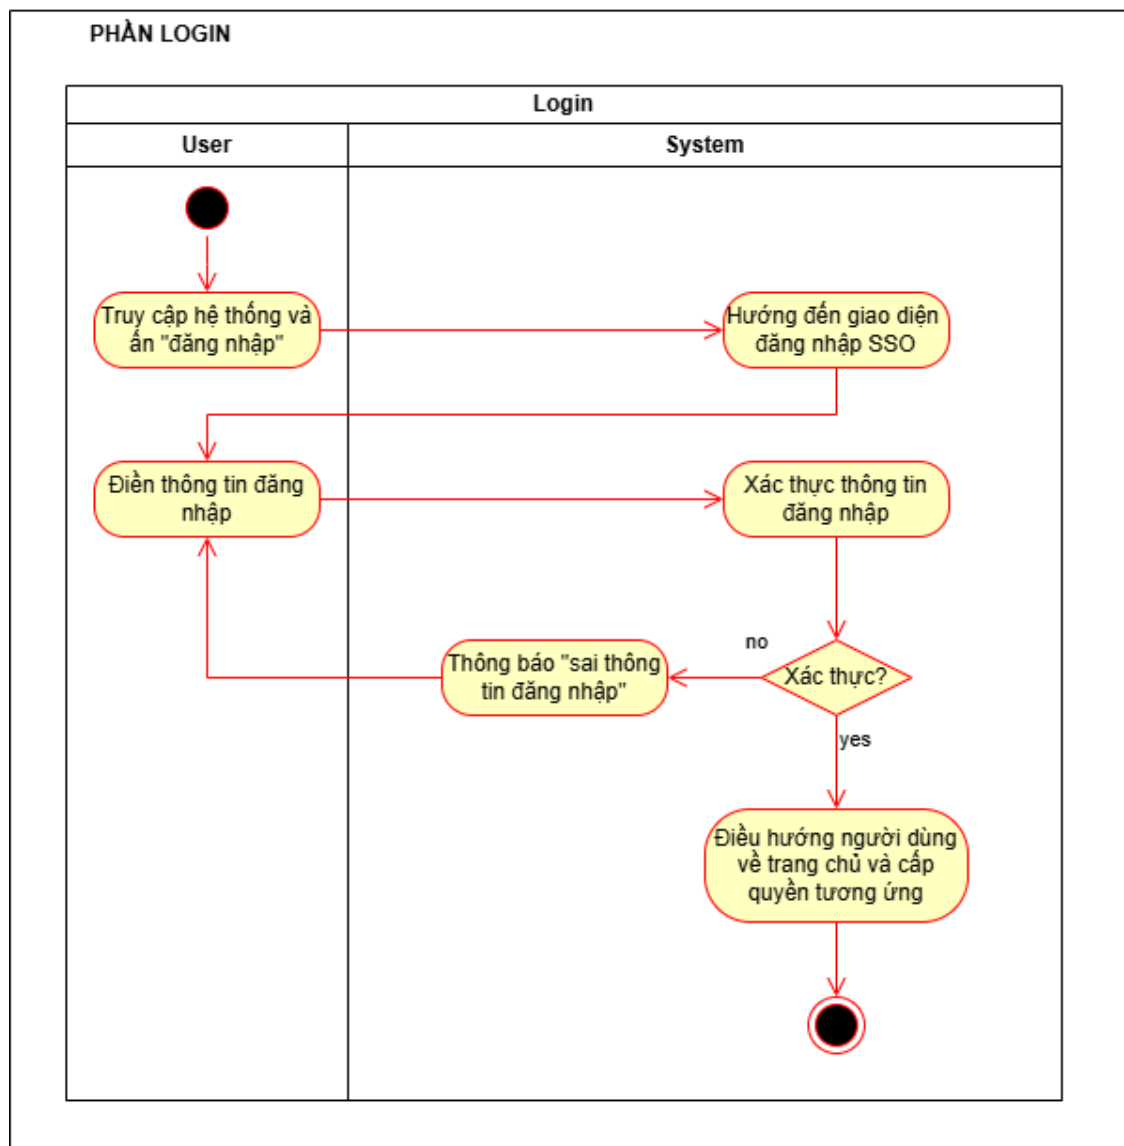 PHẦN LOGIN
Login
User
System
Truy cập hệ thống và
ấn "đăng nhập"
Hướng đến giao diện
đăng nhập SSO
Điền thông tin đăng
nhập
Xác thực thông tin
đăng nhập
no
Thông báo "sai thông
tin đăng nhập"
Xác thực?
yes
Điều hướng người dùng
về trang chủ và cấp
quyền tương ứng